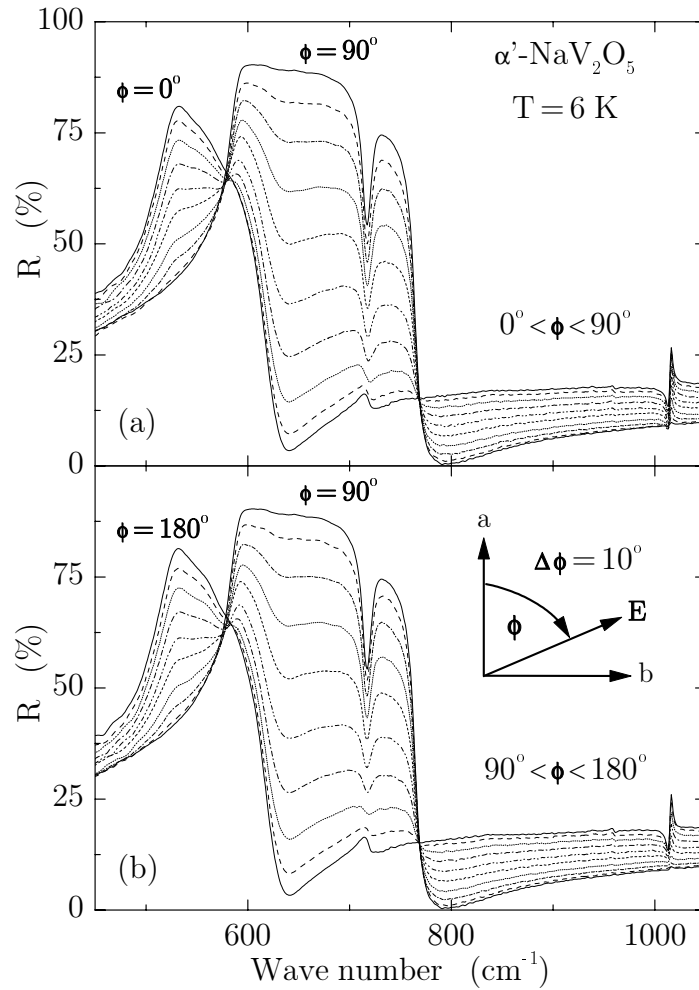 100
75
50
25
0
R (%)
ϕ = 0°
ϕ = 90°
α'-NaV₂O₅
T = 6 K
0° < ϕ < 90°
(a)
75
50
25
0
R (%)
ϕ = 180°
ϕ = 90°
a
Δϕ = 10°
E
ϕ
b
90° < ϕ < 180°
(b)
600 800 1000
Wave number (cm⁻¹)